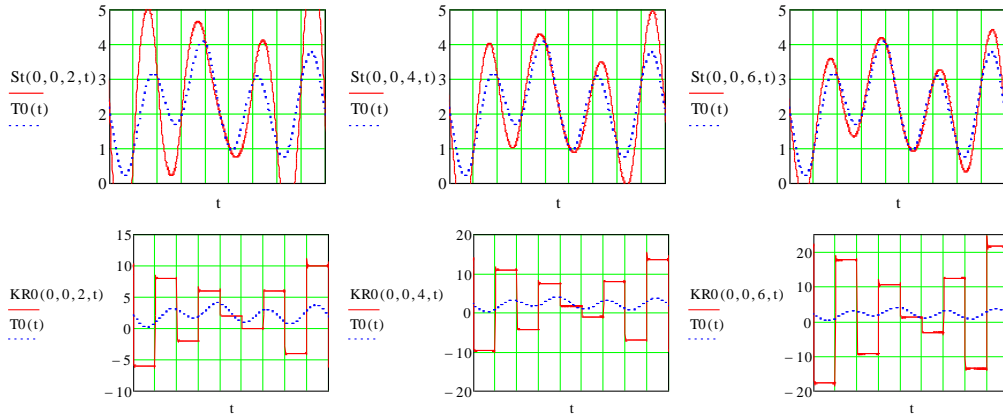 5
4
3
2
1
0
St(0,0,2,t)
T0(t)
t
5
4
3
2
1
0
St(0,0,4,t)
T0(t)
t
5
4
3
2
1
0
St(0,0,6,t)
T0(t)
t
15
10
5
0
-5
-10
KR0(0,0,2,t)
T0(t)
t
20
10
0
-10
-20
KR0(0,0,4,t)
T0(t)
t
20
10
0
-10
-20
KR0(0,0,6,t)
T0(t)
t